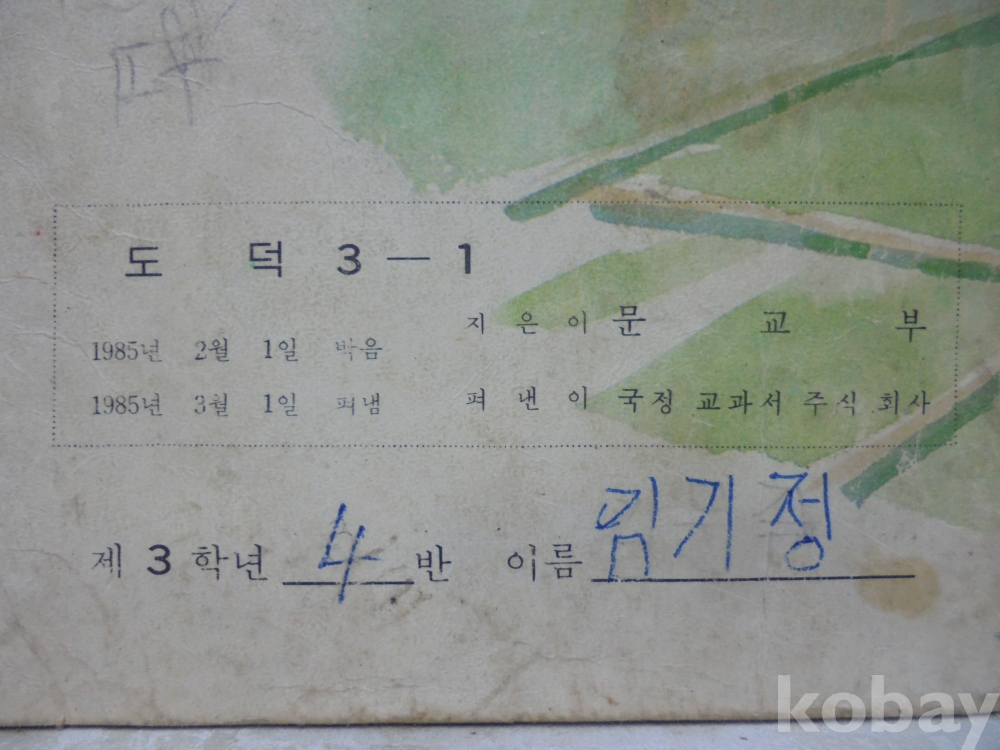 도 덕 3-1
1985년 2월 1일 박음
1985년 3월 1일 펴냄
지 은 이 문 교 부
펴 낸 이 국정 교과서 주식 회사
제 3 학년 4 반 이름 임기정
kobay